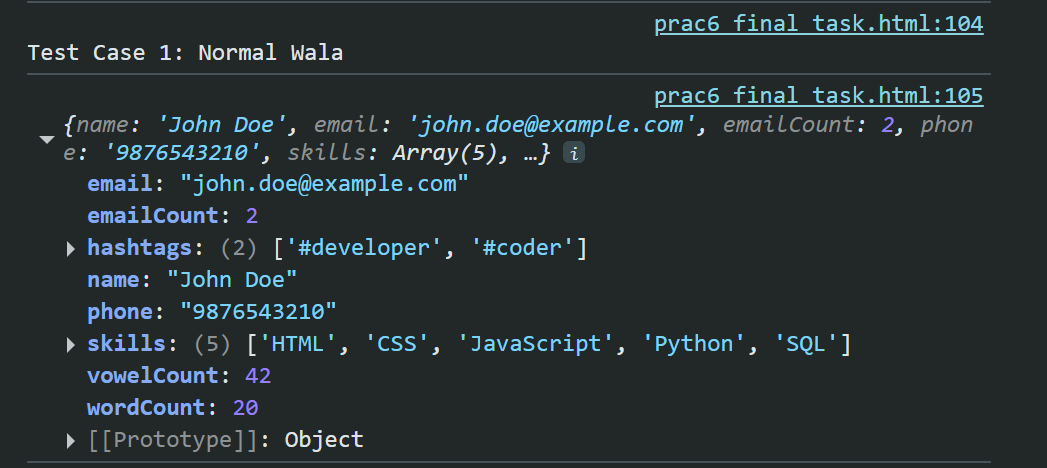 prac6 final task.html:104
Test Case 1: Normal Wala
prac6 final task.html:105
{name: 'John Doe', email: 'john.doe@example.com', emailCount: 2, phon
e: '9876543210', skills: Array(5), …} i
email: "john.doe@example.com"
emailCount: 2
hashtags: (2) ['#developer', '#coder']
name: "John Doe"
phone: "9876543210"
skills: (5) ['HTML', 'CSS', 'JavaScript', 'Python', 'SQL']
vowelCount: 42
wordCount: 20
[[Prototype]]: Object